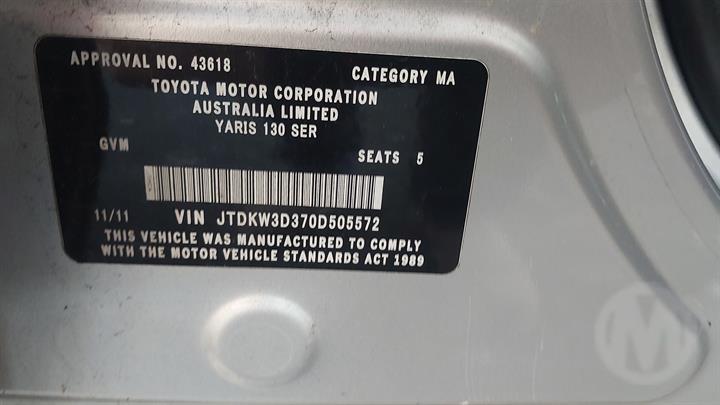 APPROVAL NO. 43618 CATEGORY MA
TOYOTA MOTOR CORPORATION
AUSTRALIA LIMITED
YARIS 130 SER
GVM SEATS 5
11/11 VIN JTDKW3D370D505572
THIS VEHICLE WAS MANUFACTURED TO COMPLY
WITH THE MOTOR VEHICLE STANDARDS ACT 1989
M